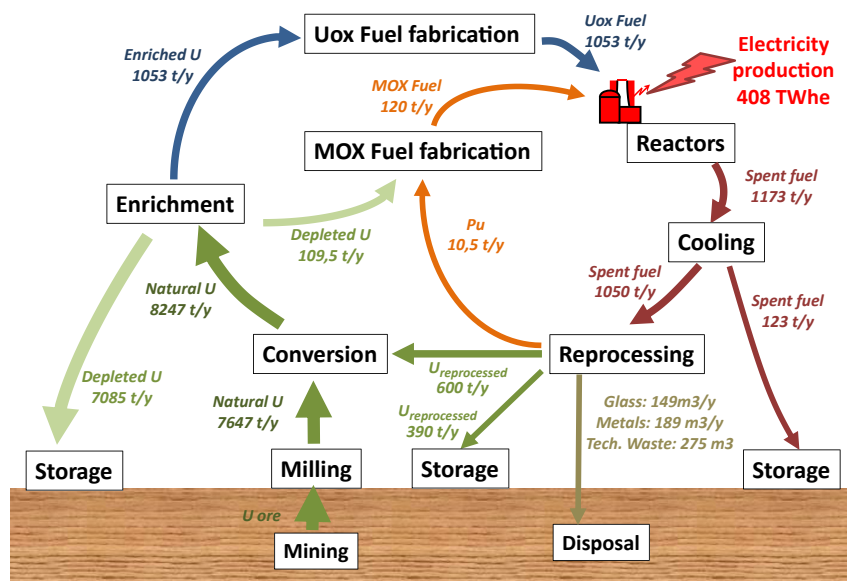 Uox Fuel fabrication
Uox Fuel
1053 t/y
Enriched U
1053 t/y
Electricity
production
408 TWhe
MOX Fuel
120 t/y
MOX Fuel fabrication
Reactors
Spent fuel
1173 t/y
Enrichment
Depleted U
109,5 t/y
Pu
10,5 t/y
Cooling
Natural U
8247 t/y
Spent fuel
1050 t/y
Spent fuel
123 t/y
Conversion
Reprocessing
Depleted U
7085 t/y
Natural U
7647 t/y
Ureprocessed
600 t/y
Ureprocessed
390 t/y
Glass: 149m3/y
Metals: 189 m3/y
Tech. Waste: 275 m3
Storage
Milling
Storage
Storage
U ore
Mining
Disposal